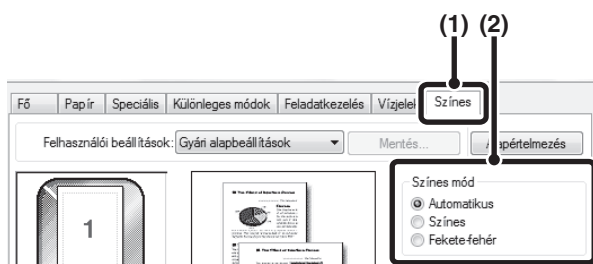 (1) (2)
Fő Papír Speciális Különleges módok Feladatkezelés Vízjelek Színes
Felhasználói beállítások: Gyári alapbeállítások Mentés... Alapértelmezés
Színes mód
Automatikus
Színes
Fekete-fehér
1